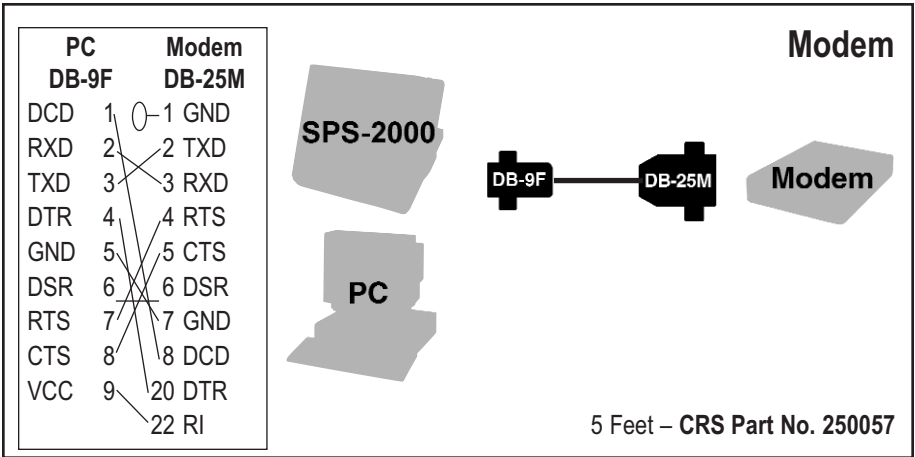 Modem
PC Modem
DB-9F DB-25M
DCD 1 1 GND
RXD 2 2 TXD
TXD 3 3 RXD
DTR 4 4 RTS
GND 5 5 CTS
DSR 6 6 DSR
RTS 7 7 GND
CTS 8 8 DCD
VCC 9 20 DTR
22 RI
SPS-2000
PC
DB-9F
DB-25M
Modem
5 Feet – CRS Part No. 250057